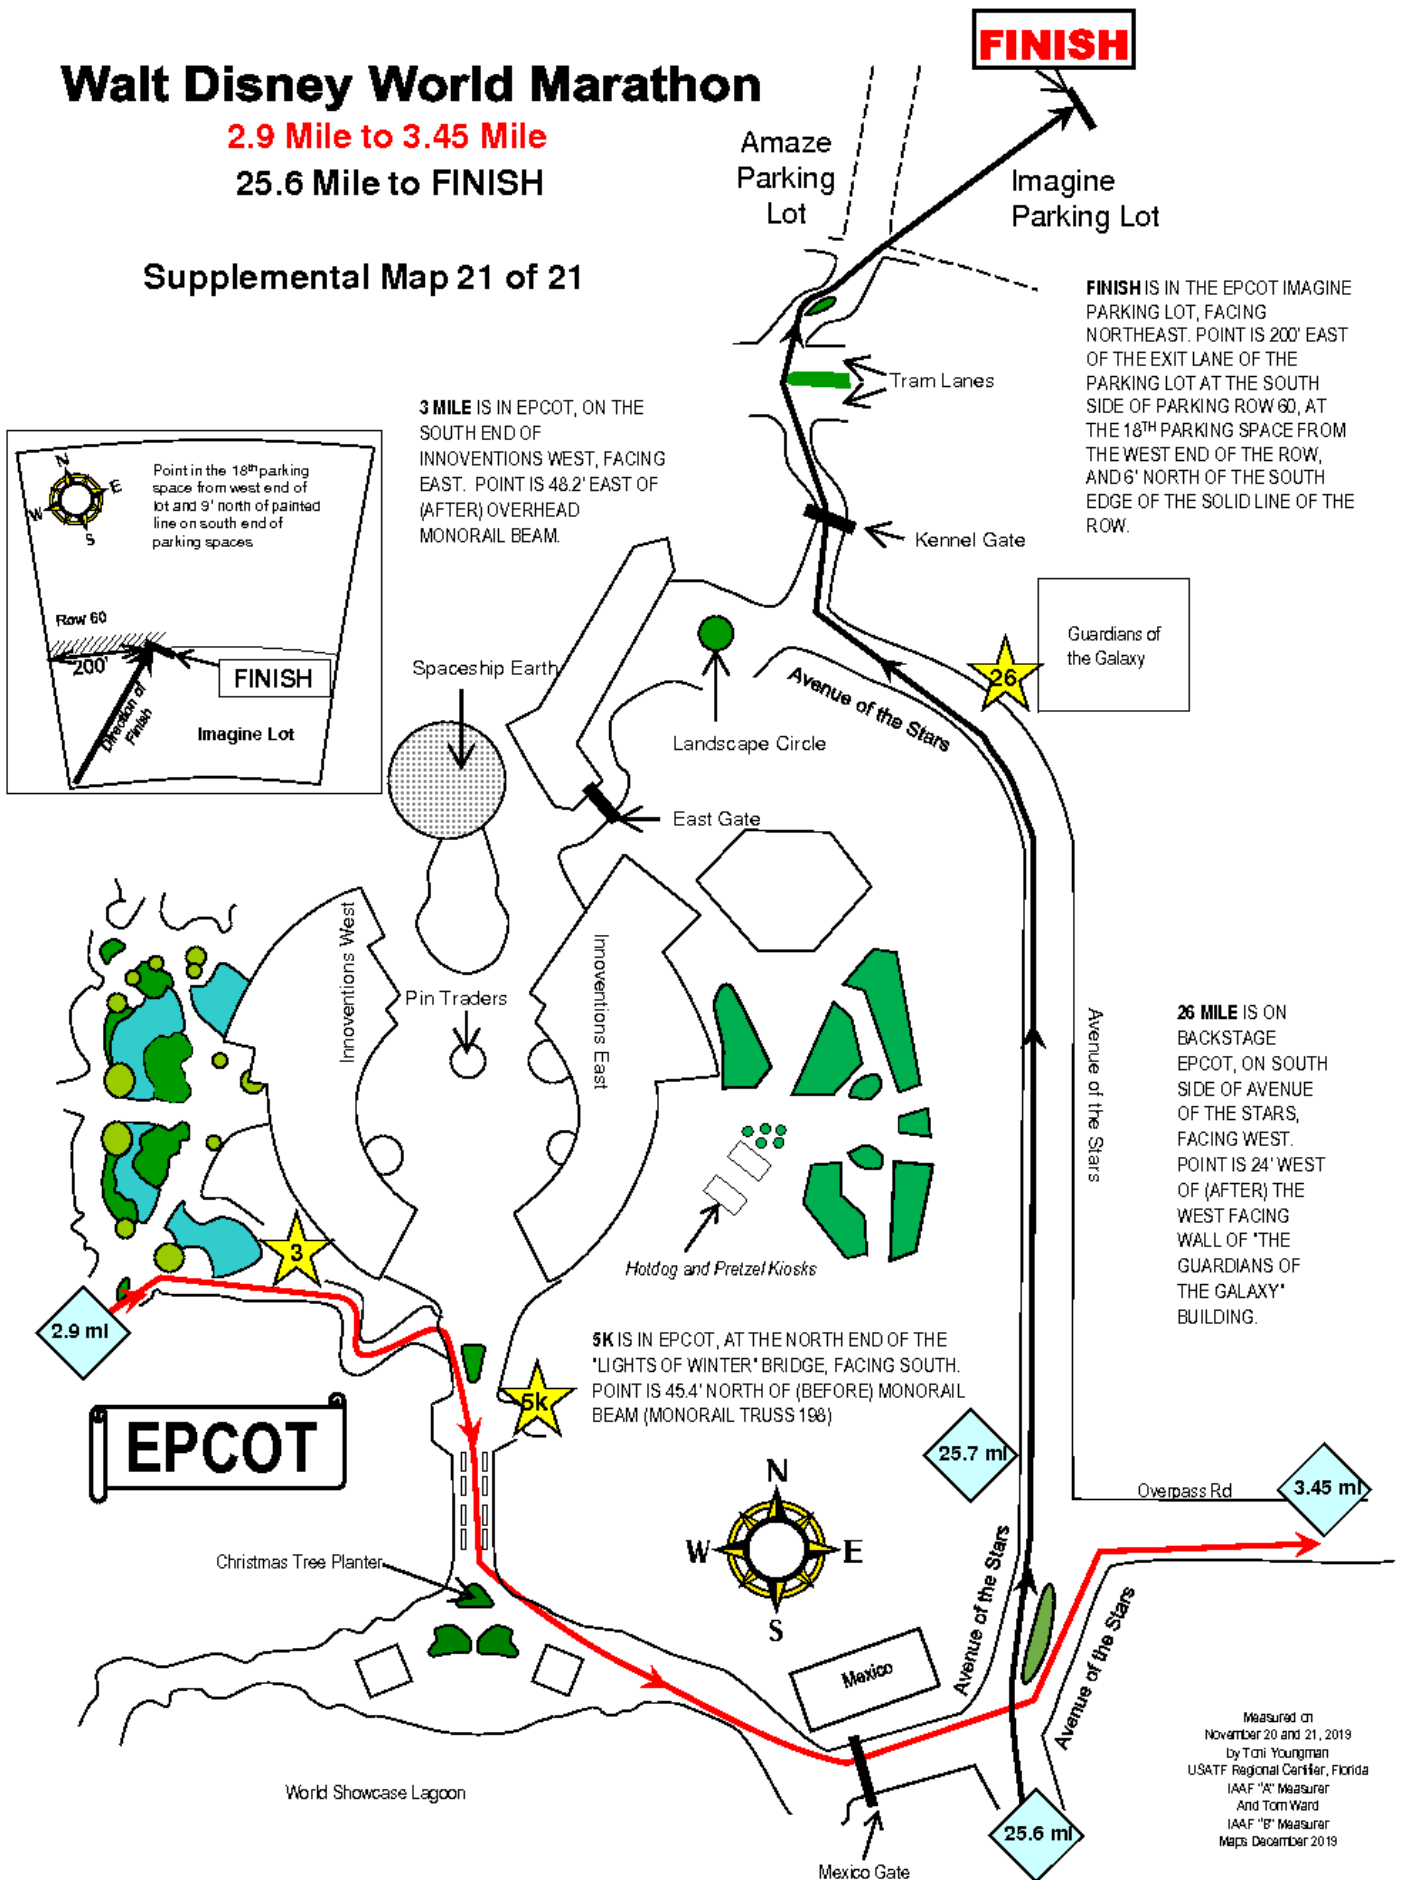 FINISH
Walt Disney World Marathon
2.9 Mile to 3.45 Mile
25.6 Mile to FINISH
Supplemental Map 21 of 21
Amaze
Parking
Lot
Imagine
Parking Lot
FINISH IS IN THE EPCOT IMAGINE
PARKING LOT, FACING
NORTHEAST. POINT IS 200' EAST
OF THE EXIT LANE OF THE
PARKING LOT AT THE SOUTH
SIDE OF PARKING ROW 60, AT
THE 18TH PARKING SPACE FROM
THE WEST END OF THE ROW,
AND 6' NORTH OF THE SOUTH
EDGE OF THE SOLID LINE OF THE
ROW.
Tram Lanes
3 MILE IS IN EPCOT, ON THE
SOUTH END OF
INNOVENTIONS WEST, FACING
EAST.  POINT IS 48.2' EAST OF
(AFTER) OVERHEAD
MONORAIL BEAM.
N
E
W
S
Point in the 18th parking
space from west end of
lot and 9' north of painted
line on south end of
parking spaces
Row 60
200'
FINISH
Direction of
Finish
Imagine Lot
Kennel Gate
Guardians of
the Galaxy
26
Spaceship Earth
Avenue of the Stars
Landscape Circle
East Gate
Innoventions West
Innoventions East
Pin Traders
Avenue of the Stars
26 MILE IS ON
BACKSTAGE
EPCOT, ON SOUTH
SIDE OF AVENUE
OF THE STARS,
FACING WEST.
POINT IS 24' WEST
OF (AFTER) THE
WEST FACING
WALL OF "THE
GUARDIANS OF
THE GALAXY"
BUILDING.
3
Hotdog and Pretzel Kiosks
2.9 mI
5K IS IN EPCOT, AT THE NORTH END OF THE
"LIGHTS OF WINTER" BRIDGE, FACING SOUTH.
POINT IS 45.4' NORTH OF (BEFORE) MONORAIL
BEAM (MONORAIL TRUSS 198)
5k
EPCOT
25.7 mI
N
W
E
S
Overpass Rd
3.45 mI
Christmas Tree Planter
Avenue of the Stars
Avenue of the Stars
Mexico
World Showcase Lagoon
25.6 mI
Mexico Gate
Measured on
November 20 and 21, 2019
by Toni Youngman
USATF Regional Certifier, Florida
IAAF "A" Measurer
And Tom Ward
IAAF "B" Measurer
Maps December 2019